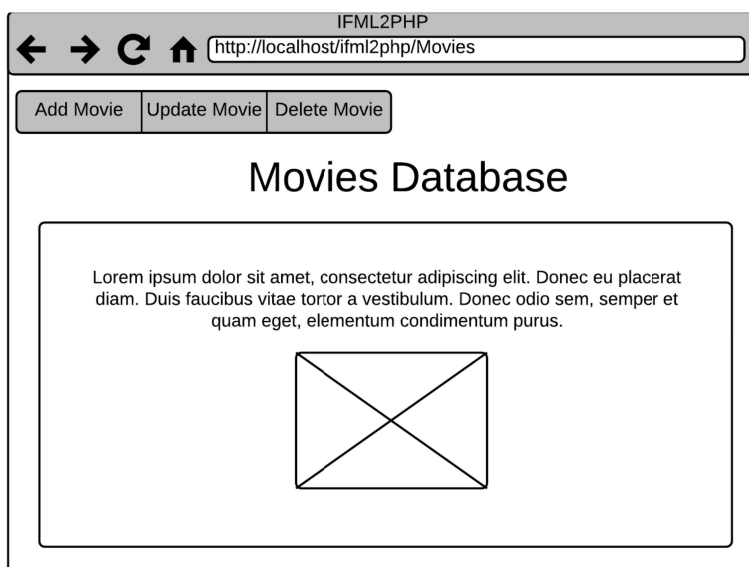 IFML2PHP
http://localhost/ifml2php/Movies
Add Movie Update Movie Delete Movie
Movies Database
Lorem ipsum dolor sit amet, consectetur adipiscing elit. Donec eu placerat
diam. Duis faucibus vitae tortor a vestibulum. Donec odio sem, semper et
quam eget, elementum condimentum purus.